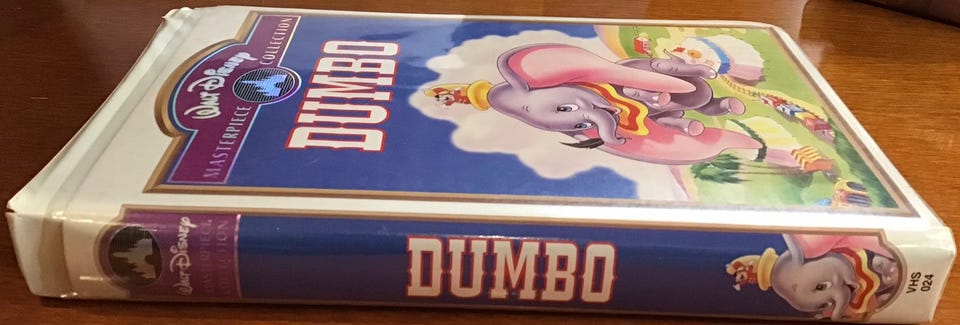 WALT DISNEY
MASTERPIECE
COLLECTION
DUMBO
WALT DISNEY
MASTERPIECE
COLLECTION
DUMBO
VHS
024